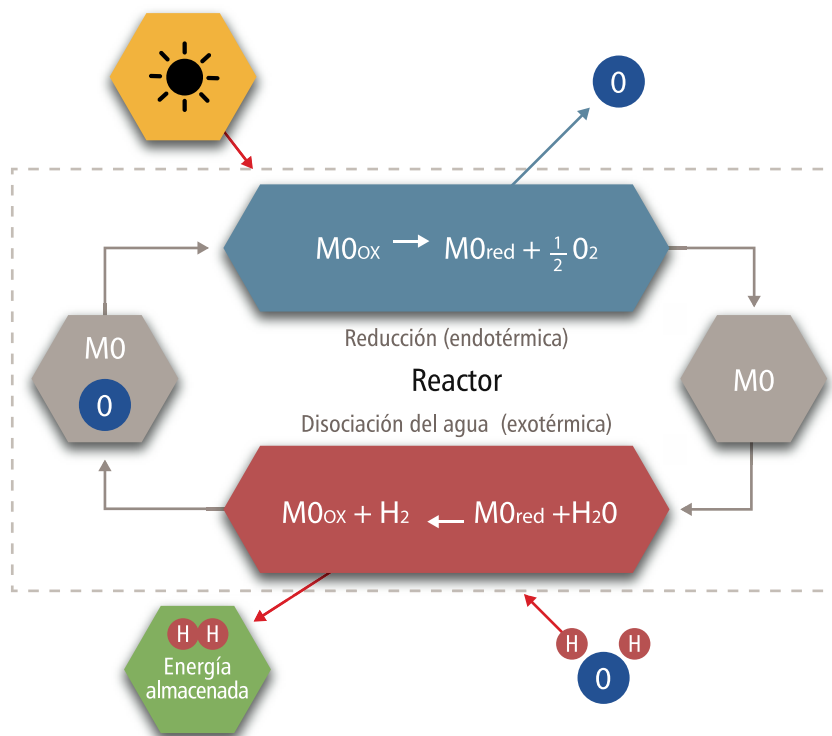 0
M0ox → M0red + 1/2 0₂
Reducción (endotérmica)
M0
0
Reactor
M0
Disociación del agua (exotérmica)
M0ox + H₂ ← M0red +H₂0
H H
Energía
almacenada
H H
0